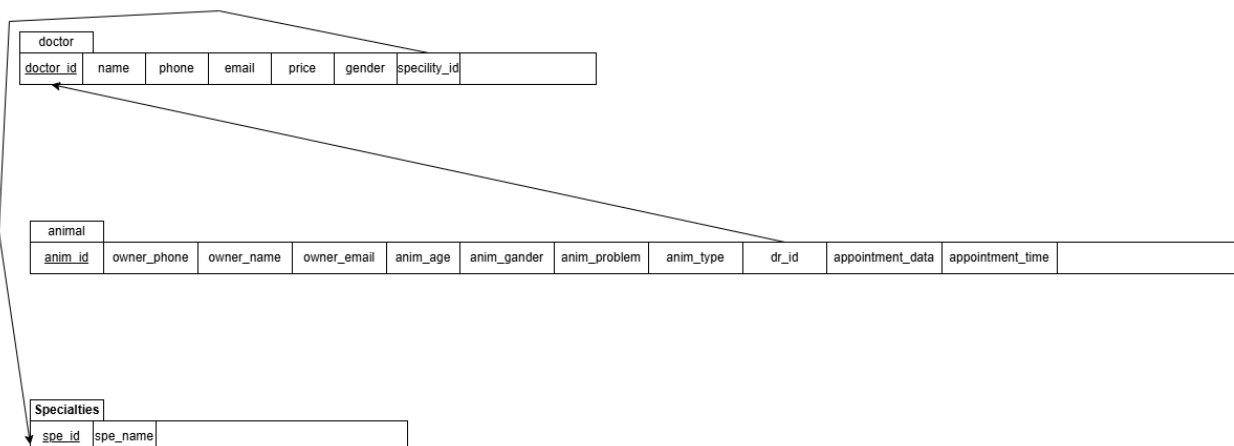 doctor
doctor_id name phone email price gender specility_id
animal
anim_id owner_phone owner_name owner_email anim_age anim_gander anim_problem anim_type dr_id appointment_data appointment_time
Specialties
spe_id spe_name